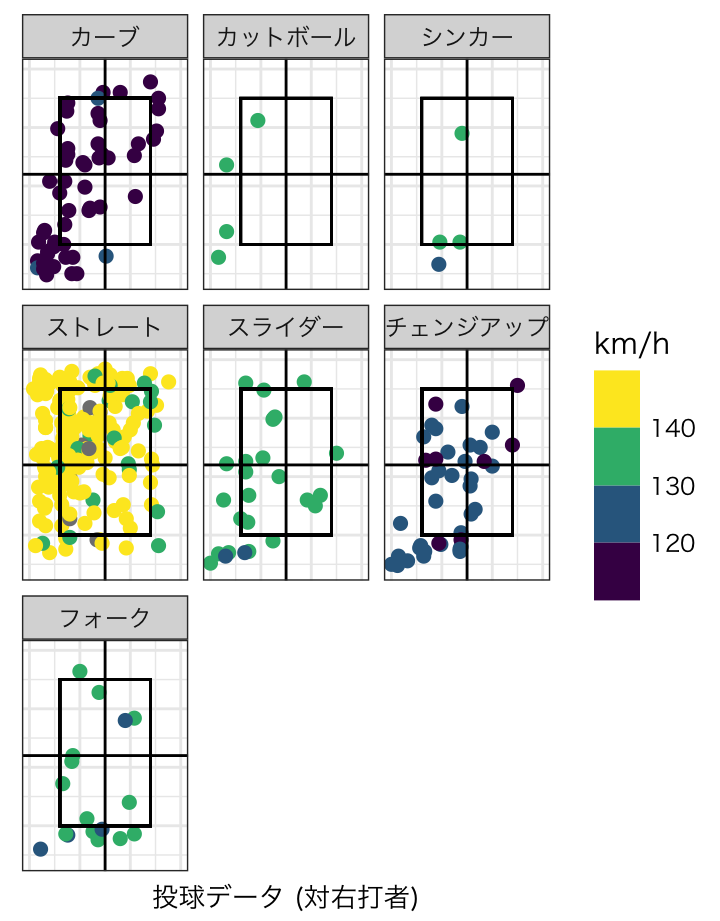 カーブ
カットボール
シンカー
ストレート
スライダー
チェンジアップ
フォーク
km/h
140
130
120
投球データ (対右打者)